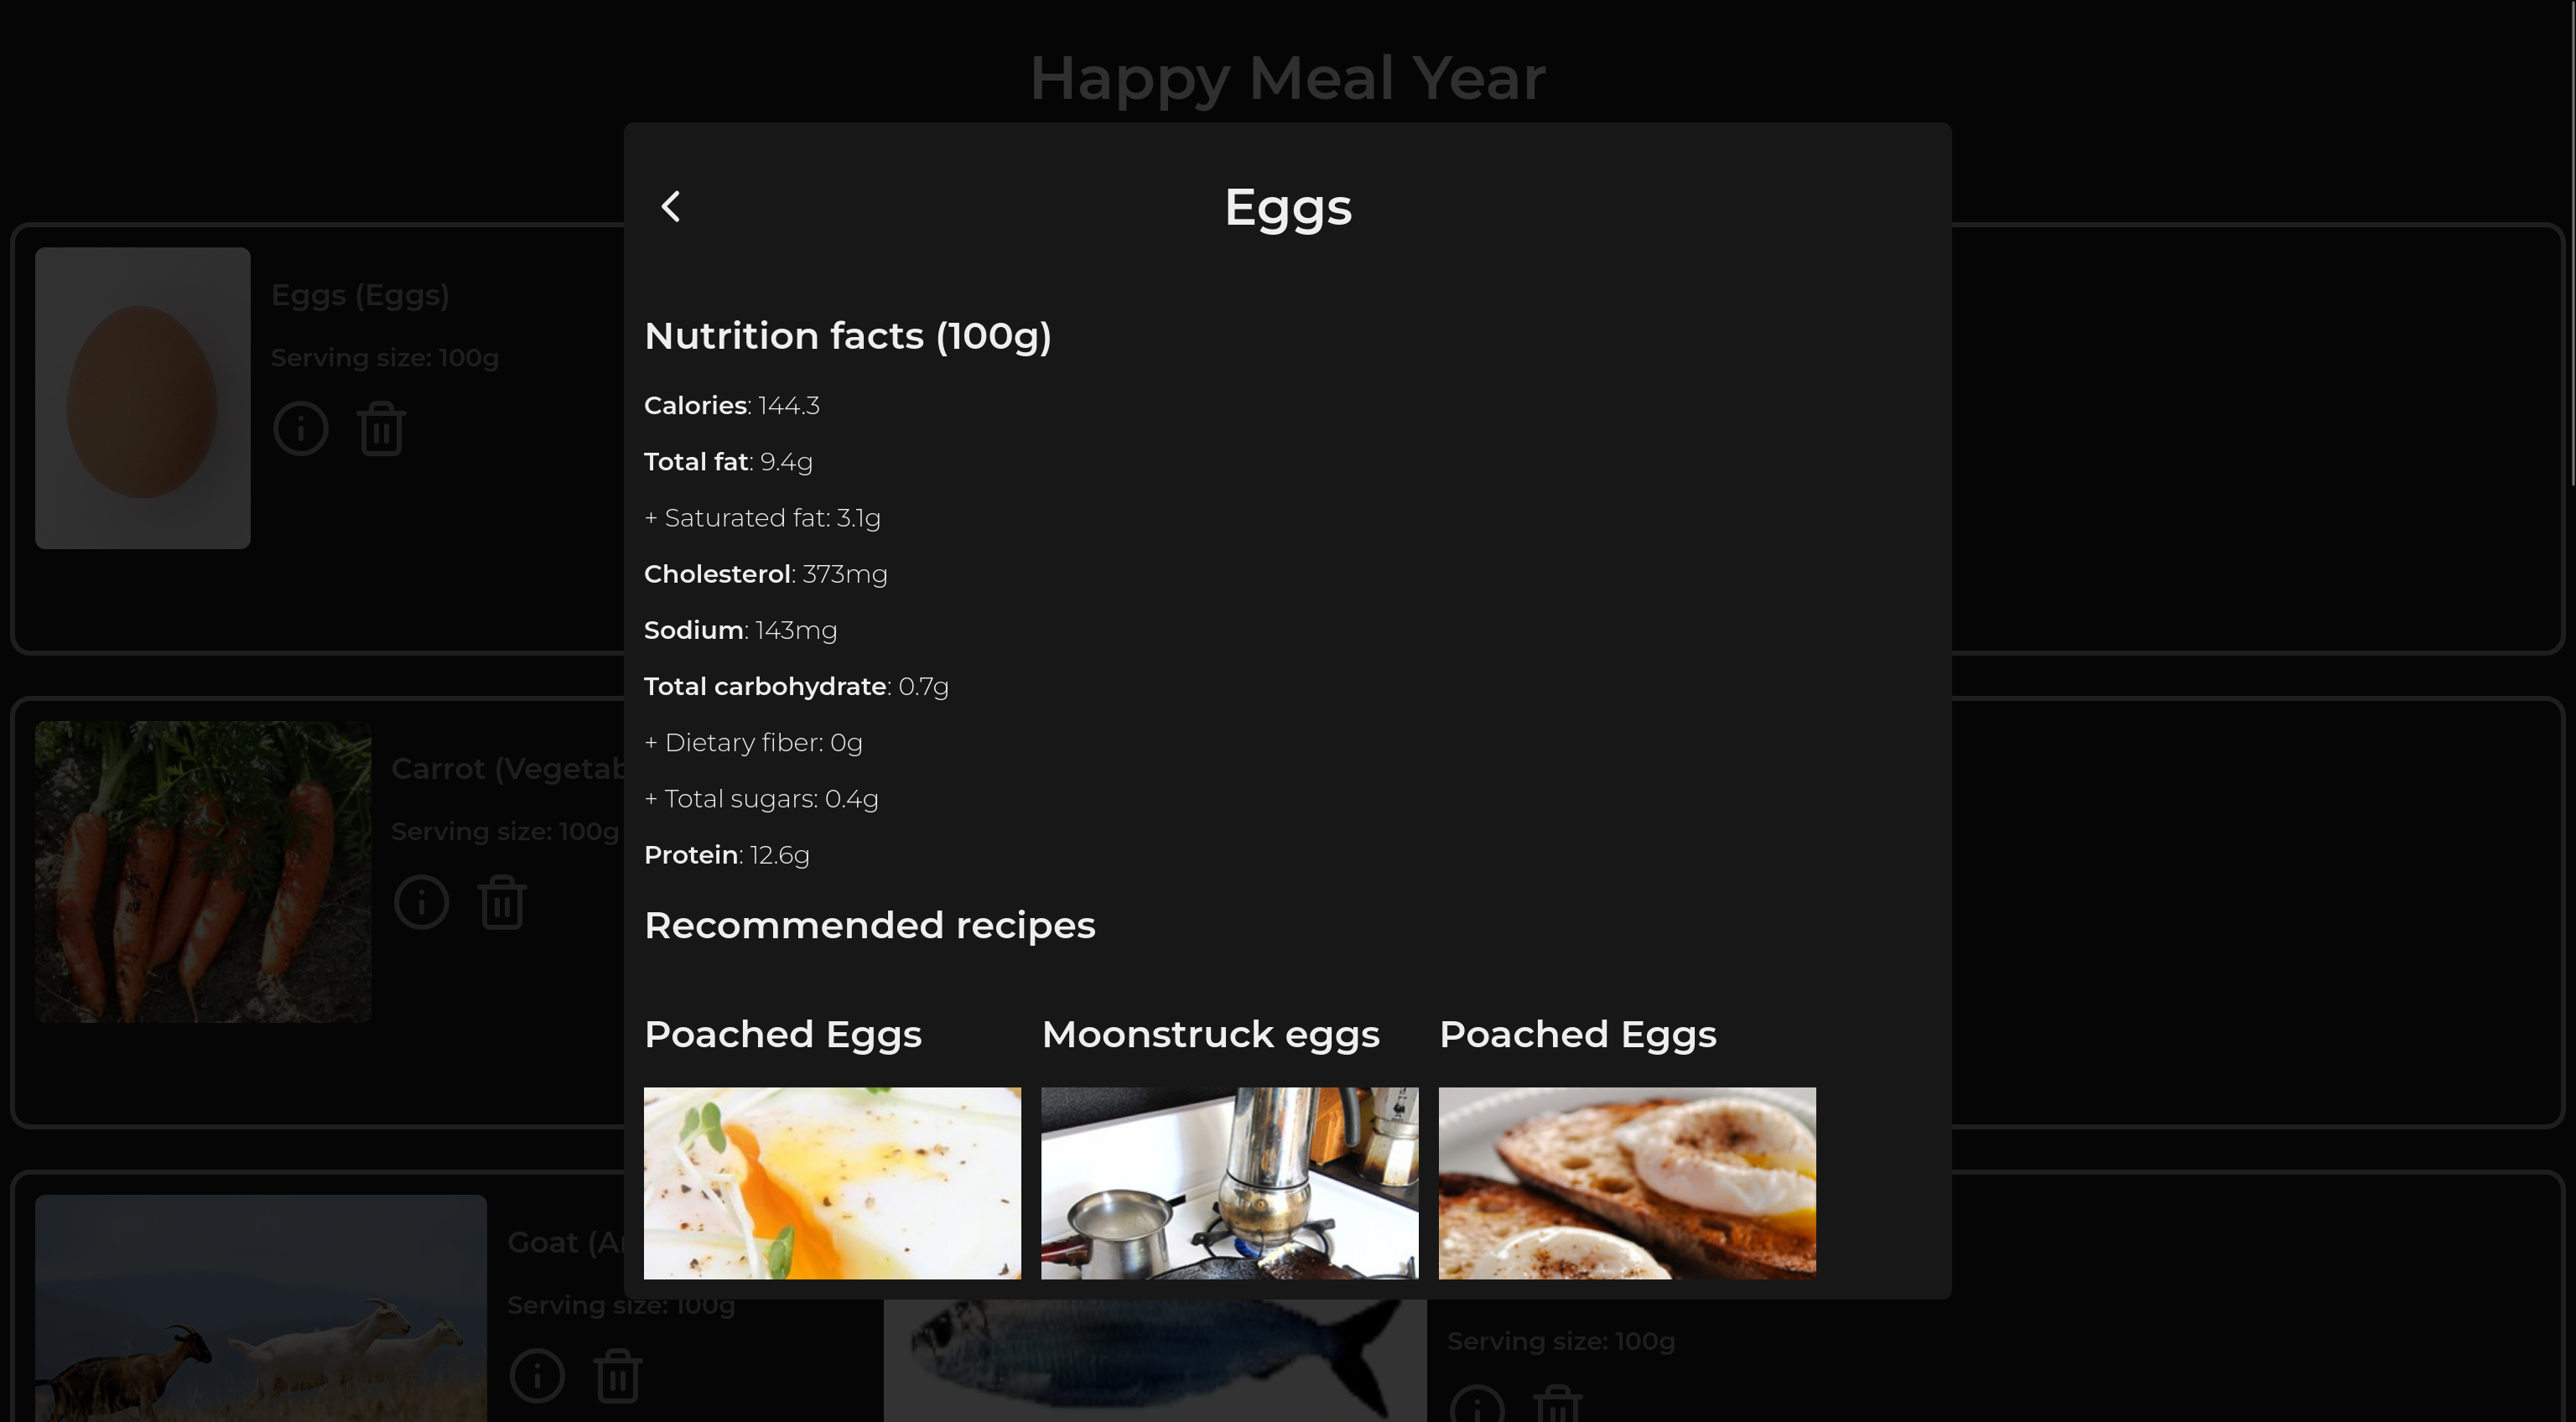 Happy Meal Year
Eggs
Nutrition facts (100g)
Calories: 144.3
Total fat: 9.4g
+ Saturated fat: 3.1g
Cholesterol: 373mg
Sodium: 143mg
Total carbohydrate: 0.7g
+ Dietary fiber: 0g
+ Total sugars: 0.4g
Protein: 12.6g
Recommended recipes
Poached Eggs
Moonstruck eggs
Poached Eggs
Eggs (Eggs)
Serving size: 100g
Carrot (Vegetab
Serving size: 100g
Goat (A
Serving size: 100g
Serving size: 100g